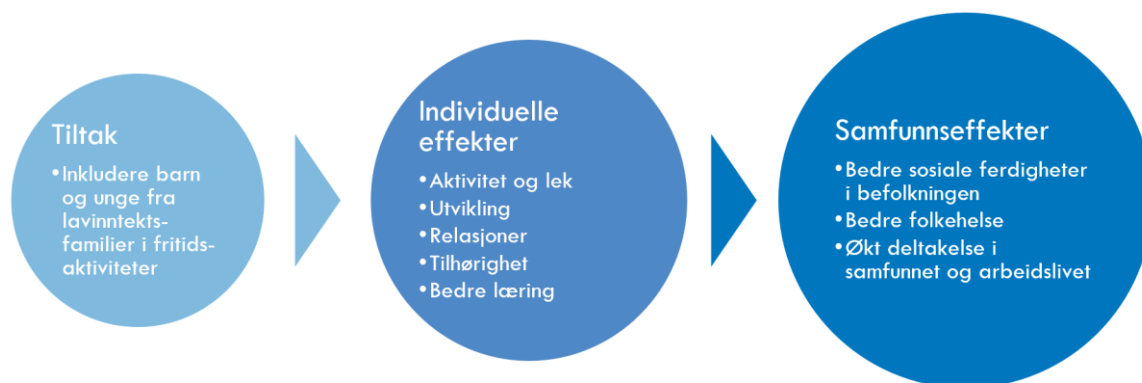 Tiltak
• Inkludere barn
og unge fra
lavinntekts-
familier i fritids-
aktiviteter
Individuelle
effekter
• Aktivitet og lek
• Utvikling
• Relasjoner
• Tilhørighet
• Bedre læring
Samfunnseffekter
• Bedre sosiale ferdigheter
i befolkningen
• Bedre folkehelse
• Økt deltakelse i
samfunnet og arbeidslivet